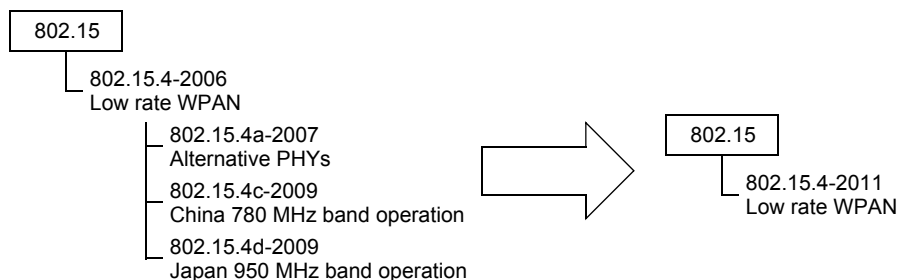 802.15
802.15.4-2006
Low rate WPAN
802.15.4a-2007
Alternative PHYs
802.15.4c-2009
China 780 MHz band operation
802.15.4d-2009
Japan 950 MHz band operation
802.15
802.15.4-2011
Low rate WPAN